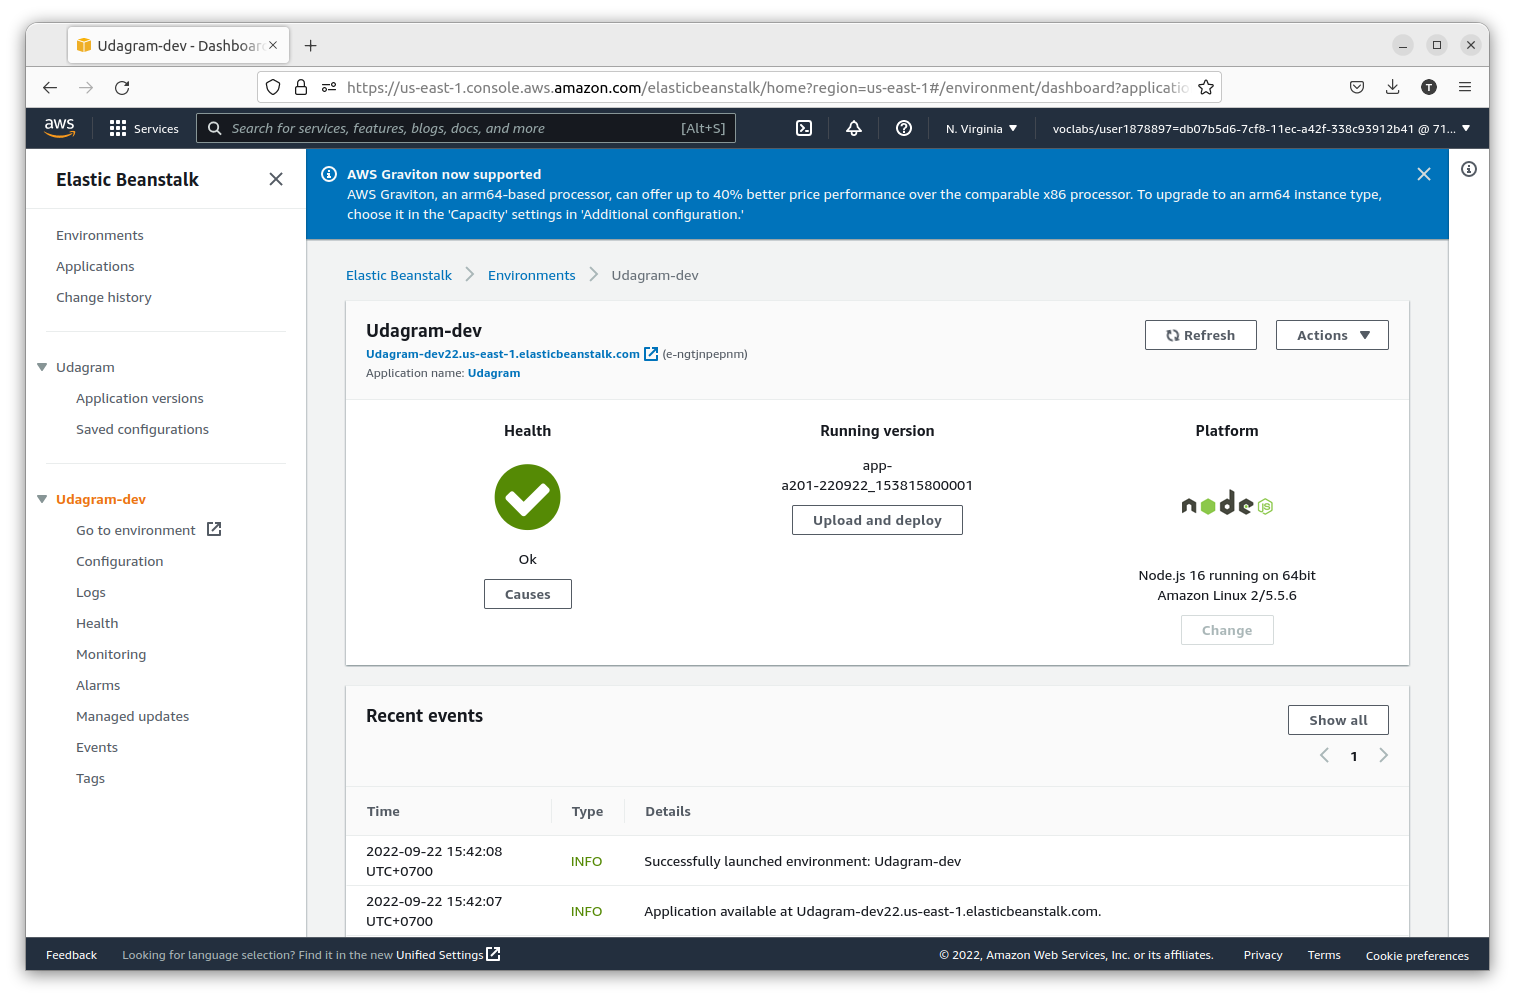 Udagram-dev - Dashboar
https://us-east-1.console.aws.amazon.com/elasticbeanstalk/home?region=us-east-1#/environment/dashboard?applicatio
T
aws
Services
Search for services, features, blogs, docs, and more
[Alt+S]
N. Virginia
voclabs/user1878897=db07b5d6-7cf8-11ec-a42f-338c93912b41 @ 71...
Elastic Beanstalk
Environments
Applications
Change history
Udagram
Application versions
Saved configurations
Udagram-dev
Go to environment
Configuration
Logs
Health
Monitoring
Alarms
Managed updates
Events
Tags
AWS Graviton now supported
AWS Graviton, an arm64-based processor, can offer up to 40% better price performance over the comparable x86 processor. To upgrade to an arm64 instance type,
choose it in the 'Capacity' settings in 'Additional configuration.'
Elastic Beanstalk
Environments
Udagram-dev
Udagram-dev
Udagram-dev22.us-east-1.elasticbeanstalk.com (e-ngtjnpepnm)
Application name: Udagram
Refresh
Actions
Health
Ok
Causes
Running version
app-
a201-220922_153815800001
Upload and deploy
Platform
node
JS
Node.js 16 running on 64bit
Amazon Linux 2/5.5.6
Change
Recent events
Show all
1
Time
Type
Details
2022-09-22 15:42:08
UTC+0700
INFO
Successfully launched environment: Udagram-dev
2022-09-22 15:42:07
UTC+0700
INFO
Application available at Udagram-dev22.us-east-1.elasticbeanstalk.com.
Feedback
Looking for language selection? Find it in the new Unified Settings
© 2022, Amazon Web Services, Inc. or its affiliates.
Privacy
Terms
Cookie preferences